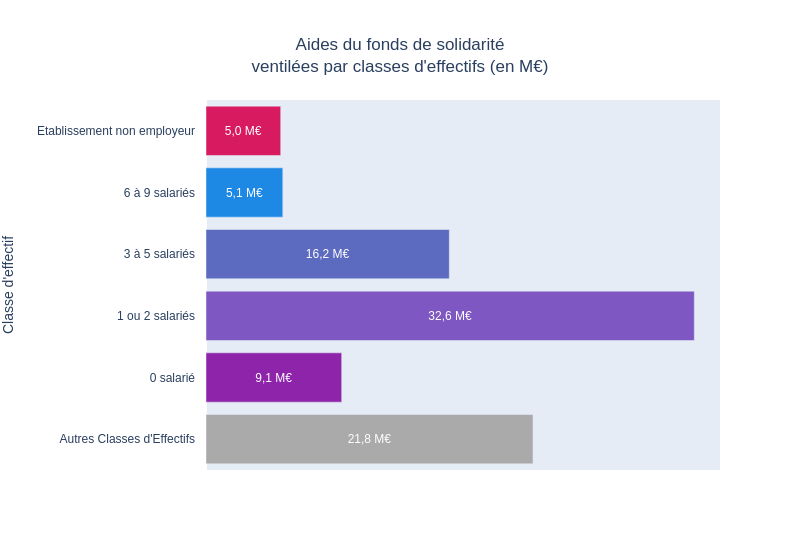 Aides du fonds de solidarité
ventilées par classes d'effectifs (en M€)
Classe d'effectif
Etablissement non employeur
5,0 M€
6 à 9 salariés
5,1 M€
3 à 5 salariés
16,2 M€
1 ou 2 salariés
32,6 M€
0 salarié
9,1 M€
Autres Classes d'Effectifs
21,8 M€